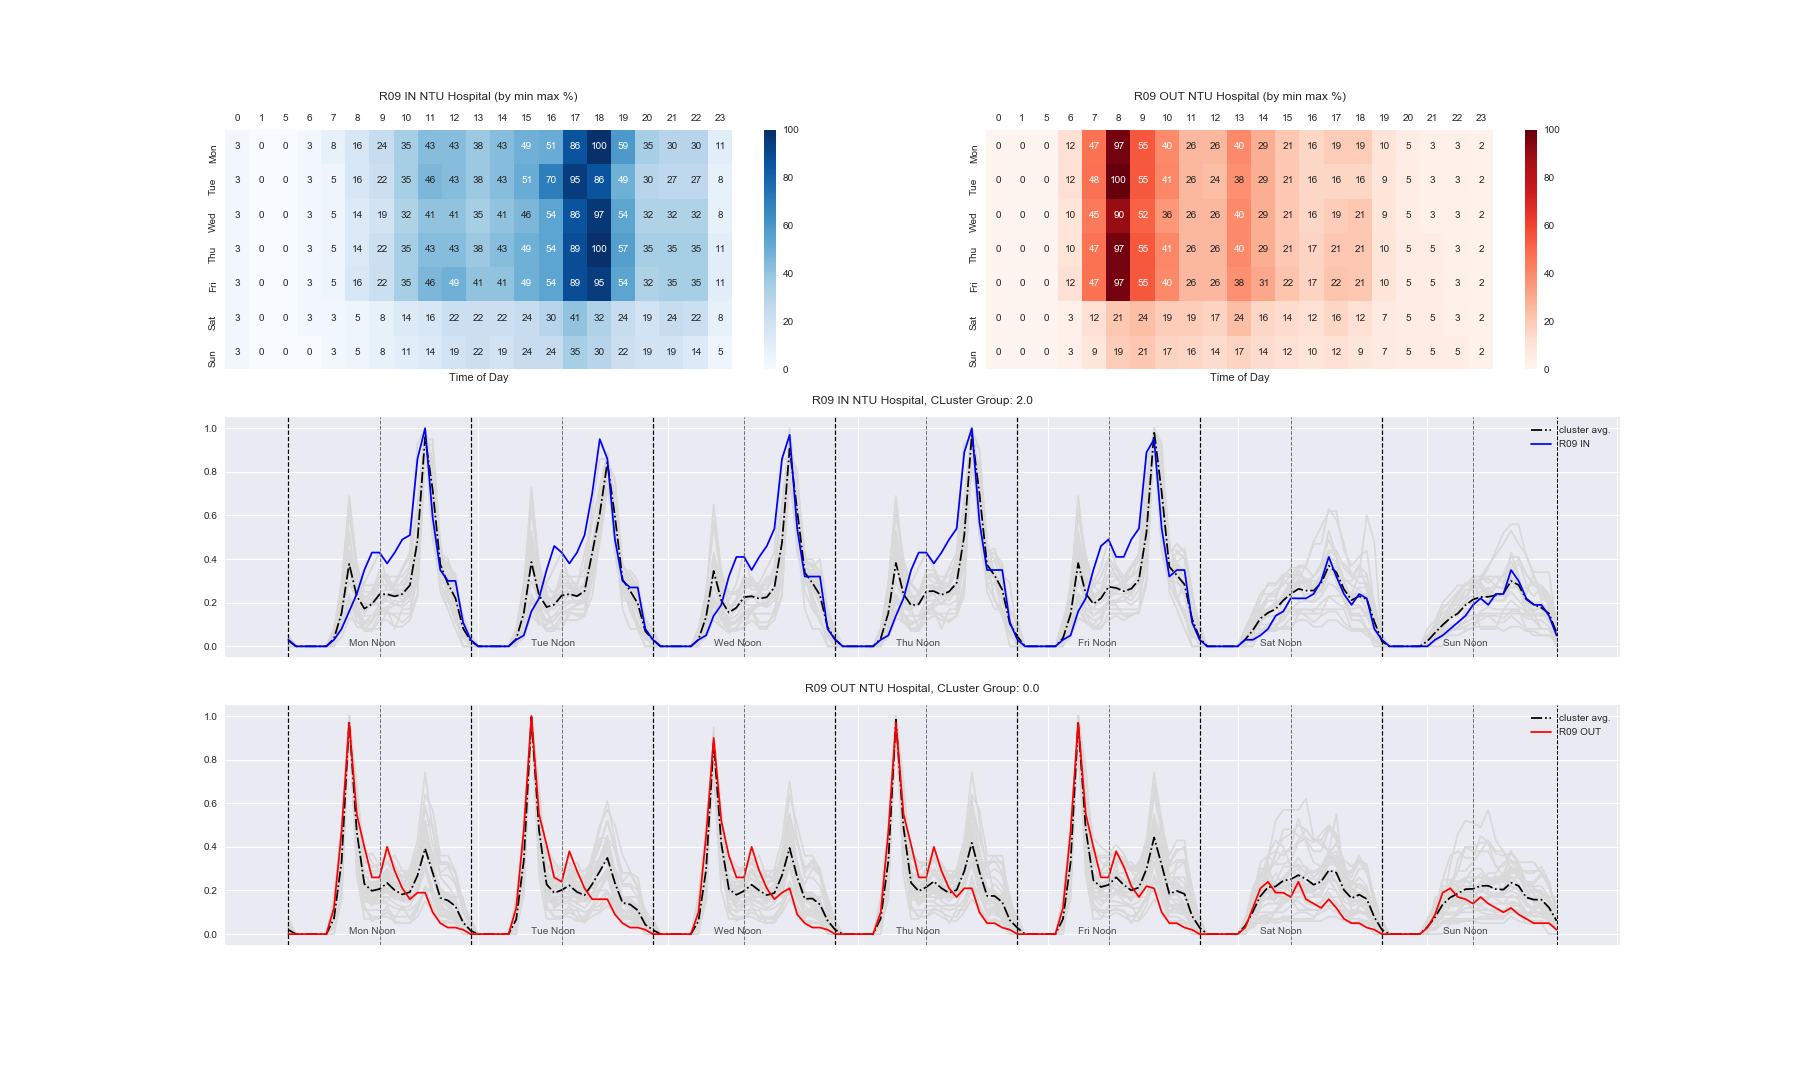 R09 IN NTU Hospital (by min max %)
0 1 5 6 7 8 9 10 11 12 13 14 15 16 17 18 19 20 21 22 23
Mon 3 0 0 3 8 16 24 35 43 43 38 43 49 51 86 100 59 35 30 30 11
Tue 3 0 0 3 5 16 22 35 46 43 38 43 51 70 95 86 49 30 27 27 8
Wed 3 0 0 3 5 14 19 32 41 41 35 41 46 54 86 97 54 32 32 32 8
Thu 3 0 0 3 5 14 22 35 43 43 38 43 49 54 89 100 57 35 35 35 11
Fri 3 0 0 3 5 16 22 35 46 49 41 41 49 54 89 95 54 32 35 35 11
Sat 3 0 0 3 3 5 8 14 16 22 22 22 24 30 41 32 24 19 24 22 8
Sun 3 0 0 0 3 5 8 11 14 19 22 19 24 24 35 30 22 19 19 14 5
Time of Day
100
80
60
40
20
0
R09 OUT NTU Hospital (by min max %)
0 1 5 6 7 8 9 10 11 12 13 14 15 16 17 18 19 20 21 22 23
Mon 0 0 0 12 47 97 55 40 26 26 40 29 21 16 19 19 10 5 3 3 2
Tue 0 0 0 12 48 100 55 41 26 24 38 29 21 16 16 16 9 5 3 3 2
Wed 0 0 0 10 45 90 52 36 26 26 40 29 21 16 19 21 9 5 3 3 2
Thu 0 0 0 10 47 97 55 41 26 26 40 29 21 17 21 21 10 5 5 3 2
Fri 0 0 0 12 47 97 55 40 26 26 38 31 22 17 22 21 10 5 5 3 2
Sat 0 0 0 3 12 21 24 19 19 17 24 16 14 12 16 12 7 5 5 3 2
Sun 0 0 0 3 9 19 21 17 16 14 17 14 12 10 12 9 7 5 5 5 2
Time of Day
100
80
60
40
20
0
R09 IN NTU Hospital, CLuster Group: 2.0
1.0
0.8
0.6
0.4
0.2
0.0
cluster avg.
R09 IN
Mon Noon Tue Noon Wed Noon Thu Noon Fri Noon Sat Noon Sun Noon
R09 OUT NTU Hospital, CLuster Group: 0.0
1.0
0.8
0.6
0.4
0.2
0.0
cluster avg.
R09 OUT
Mon Noon Tue Noon Wed Noon Thu Noon Fri Noon Sat Noon Sun Noon